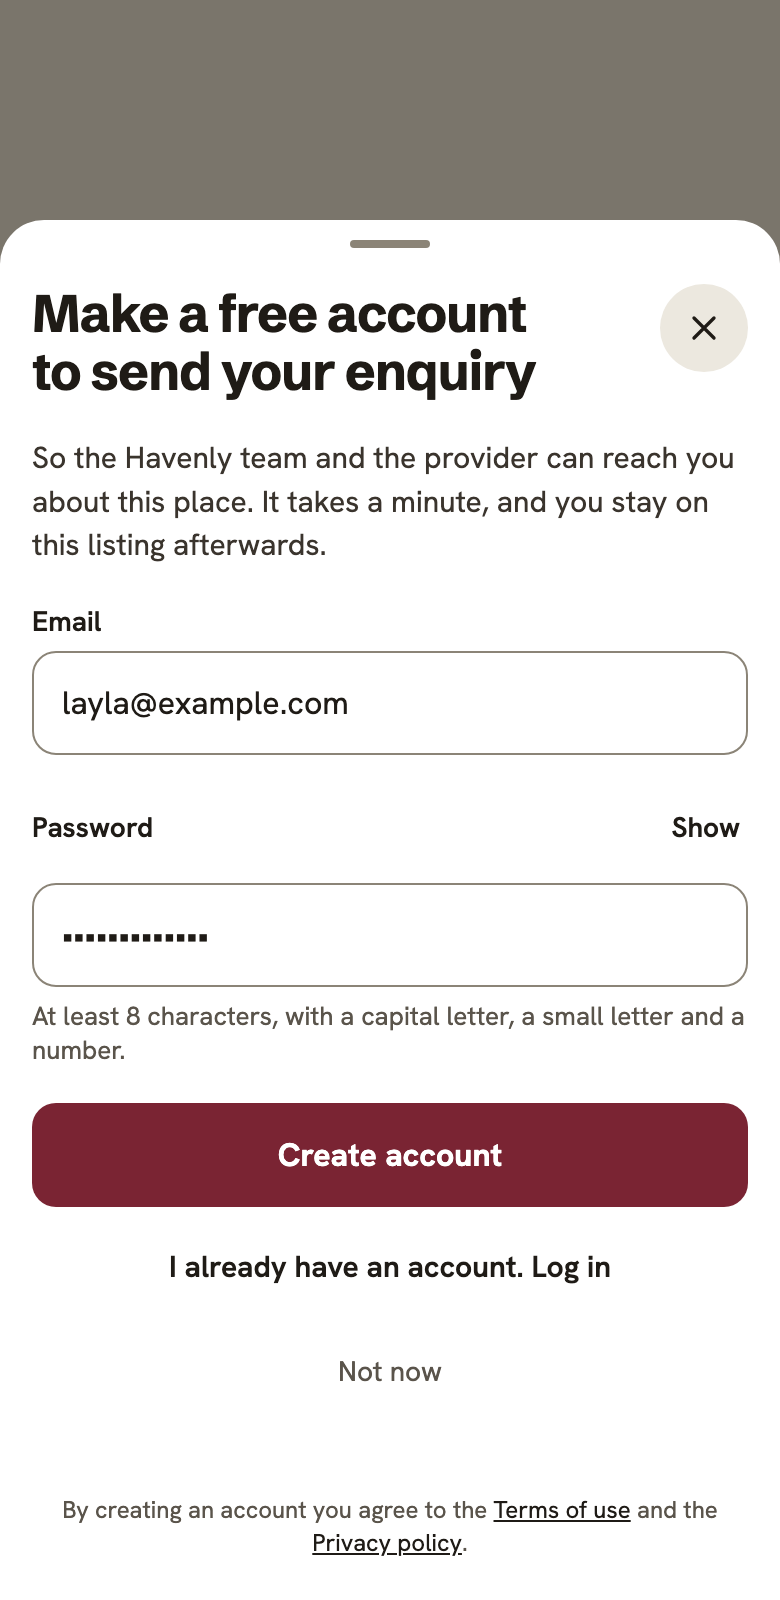 Make a free account
to send your enquiry
So the Havenly team and the provider can reach you
about this place. It takes a minute, and you stay on
this listing afterwards.
Email
layla@example.com
Password
Show
•••••••••••••
At least 8 characters, with a capital letter, a small letter and a
number.
Create account
I already have an account. Log in
Not now
By creating an account you agree to the Terms of use and the
Privacy policy.